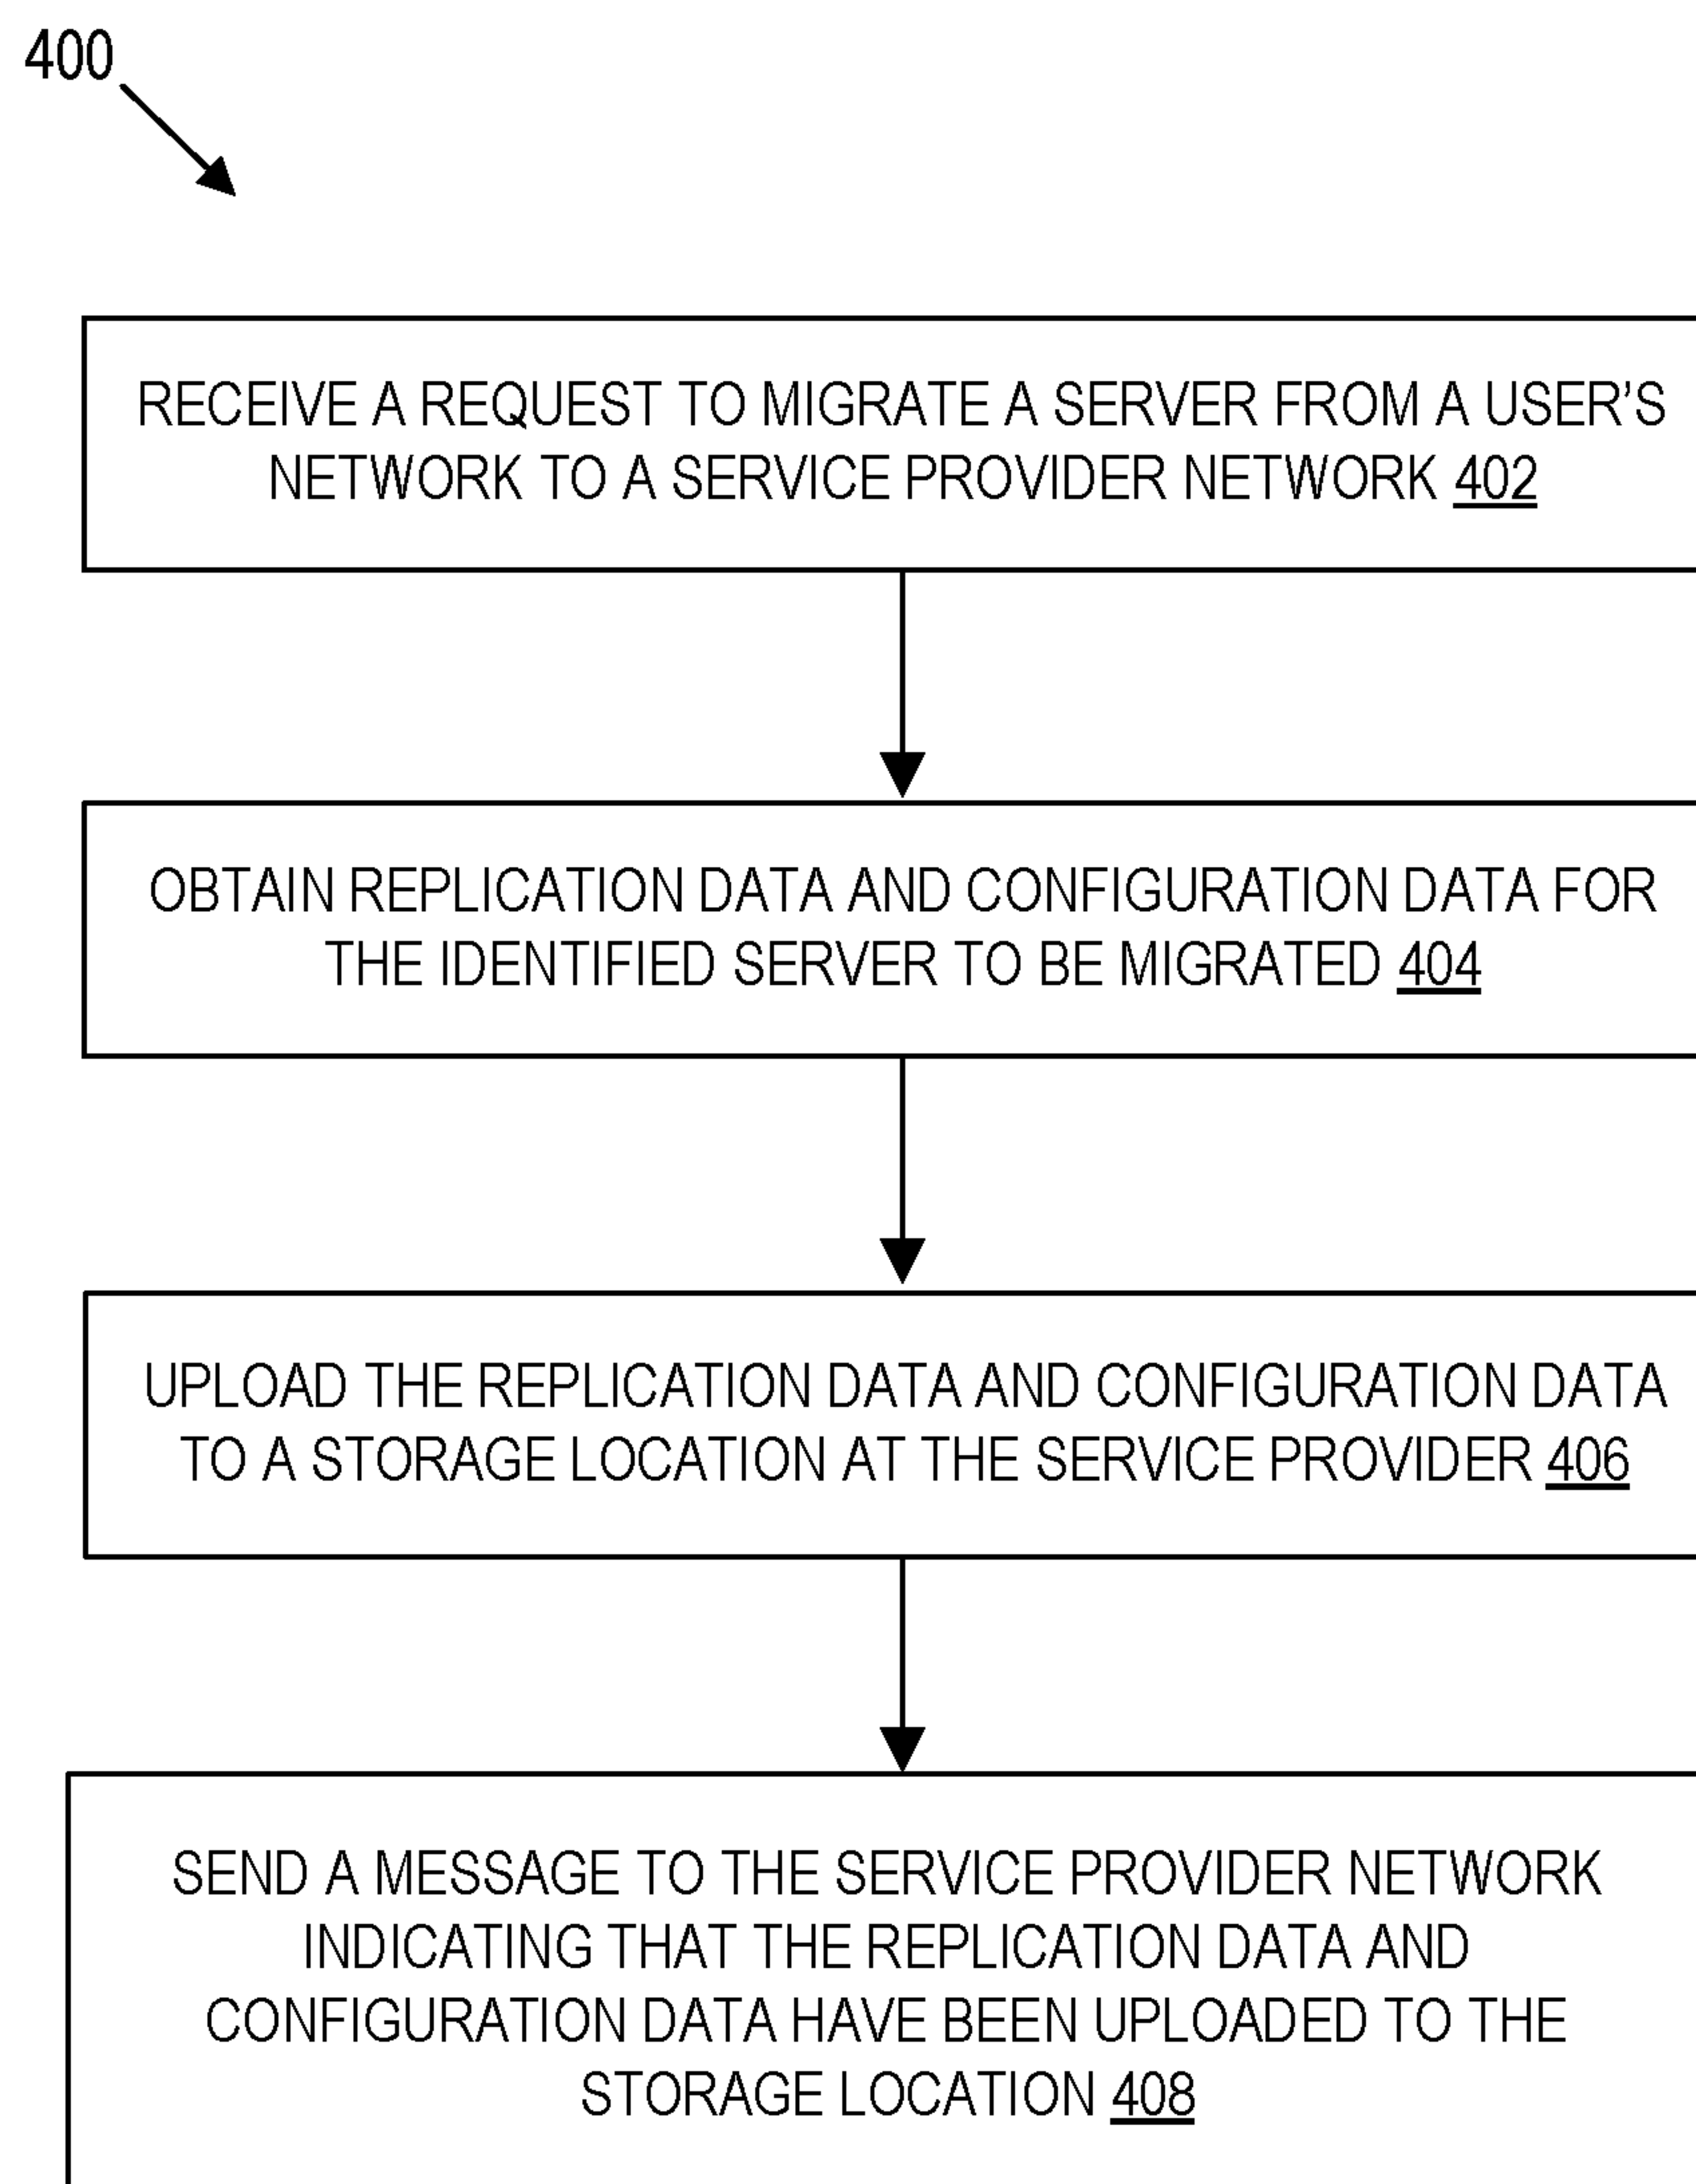 400
RECEIVE A REQUEST TO MIGRATE A SERVER FROM A USER'S
NETWORK TO A SERVICE PROVIDER NETWORK 402
OBTAIN REPLICATION DATA AND CONFIGURATION DATA FOR
THE IDENTIFIED SERVER TO BE MIGRATED 404
UPLOAD THE REPLICATION DATA AND CONFIGURATION DATA
TO A STORAGE LOCATION AT THE SERVICE PROVIDER 406
SEND A MESSAGE TO THE SERVICE PROVIDER NETWORK
INDICATING THAT THE REPLICATION DATA AND
CONFIGURATION DATA HAVE BEEN UPLOADED TO THE
STORAGE LOCATION 408